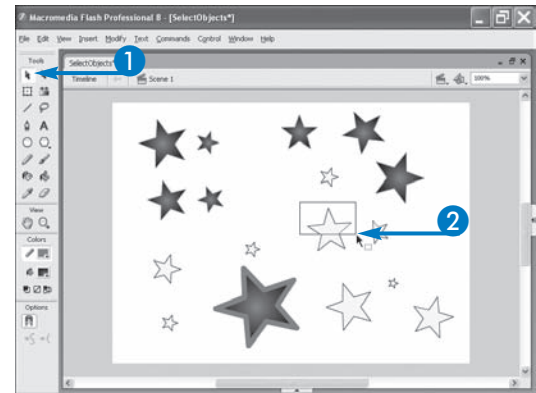 Macromedia Flash Professional 8 - [SelectObjects*]
File Edit View Insert Modify Text Commands Control Window Help
Tools
1
SelectObjects*
Timeline
Scene 1
100%
A
View
2
Colors
Options